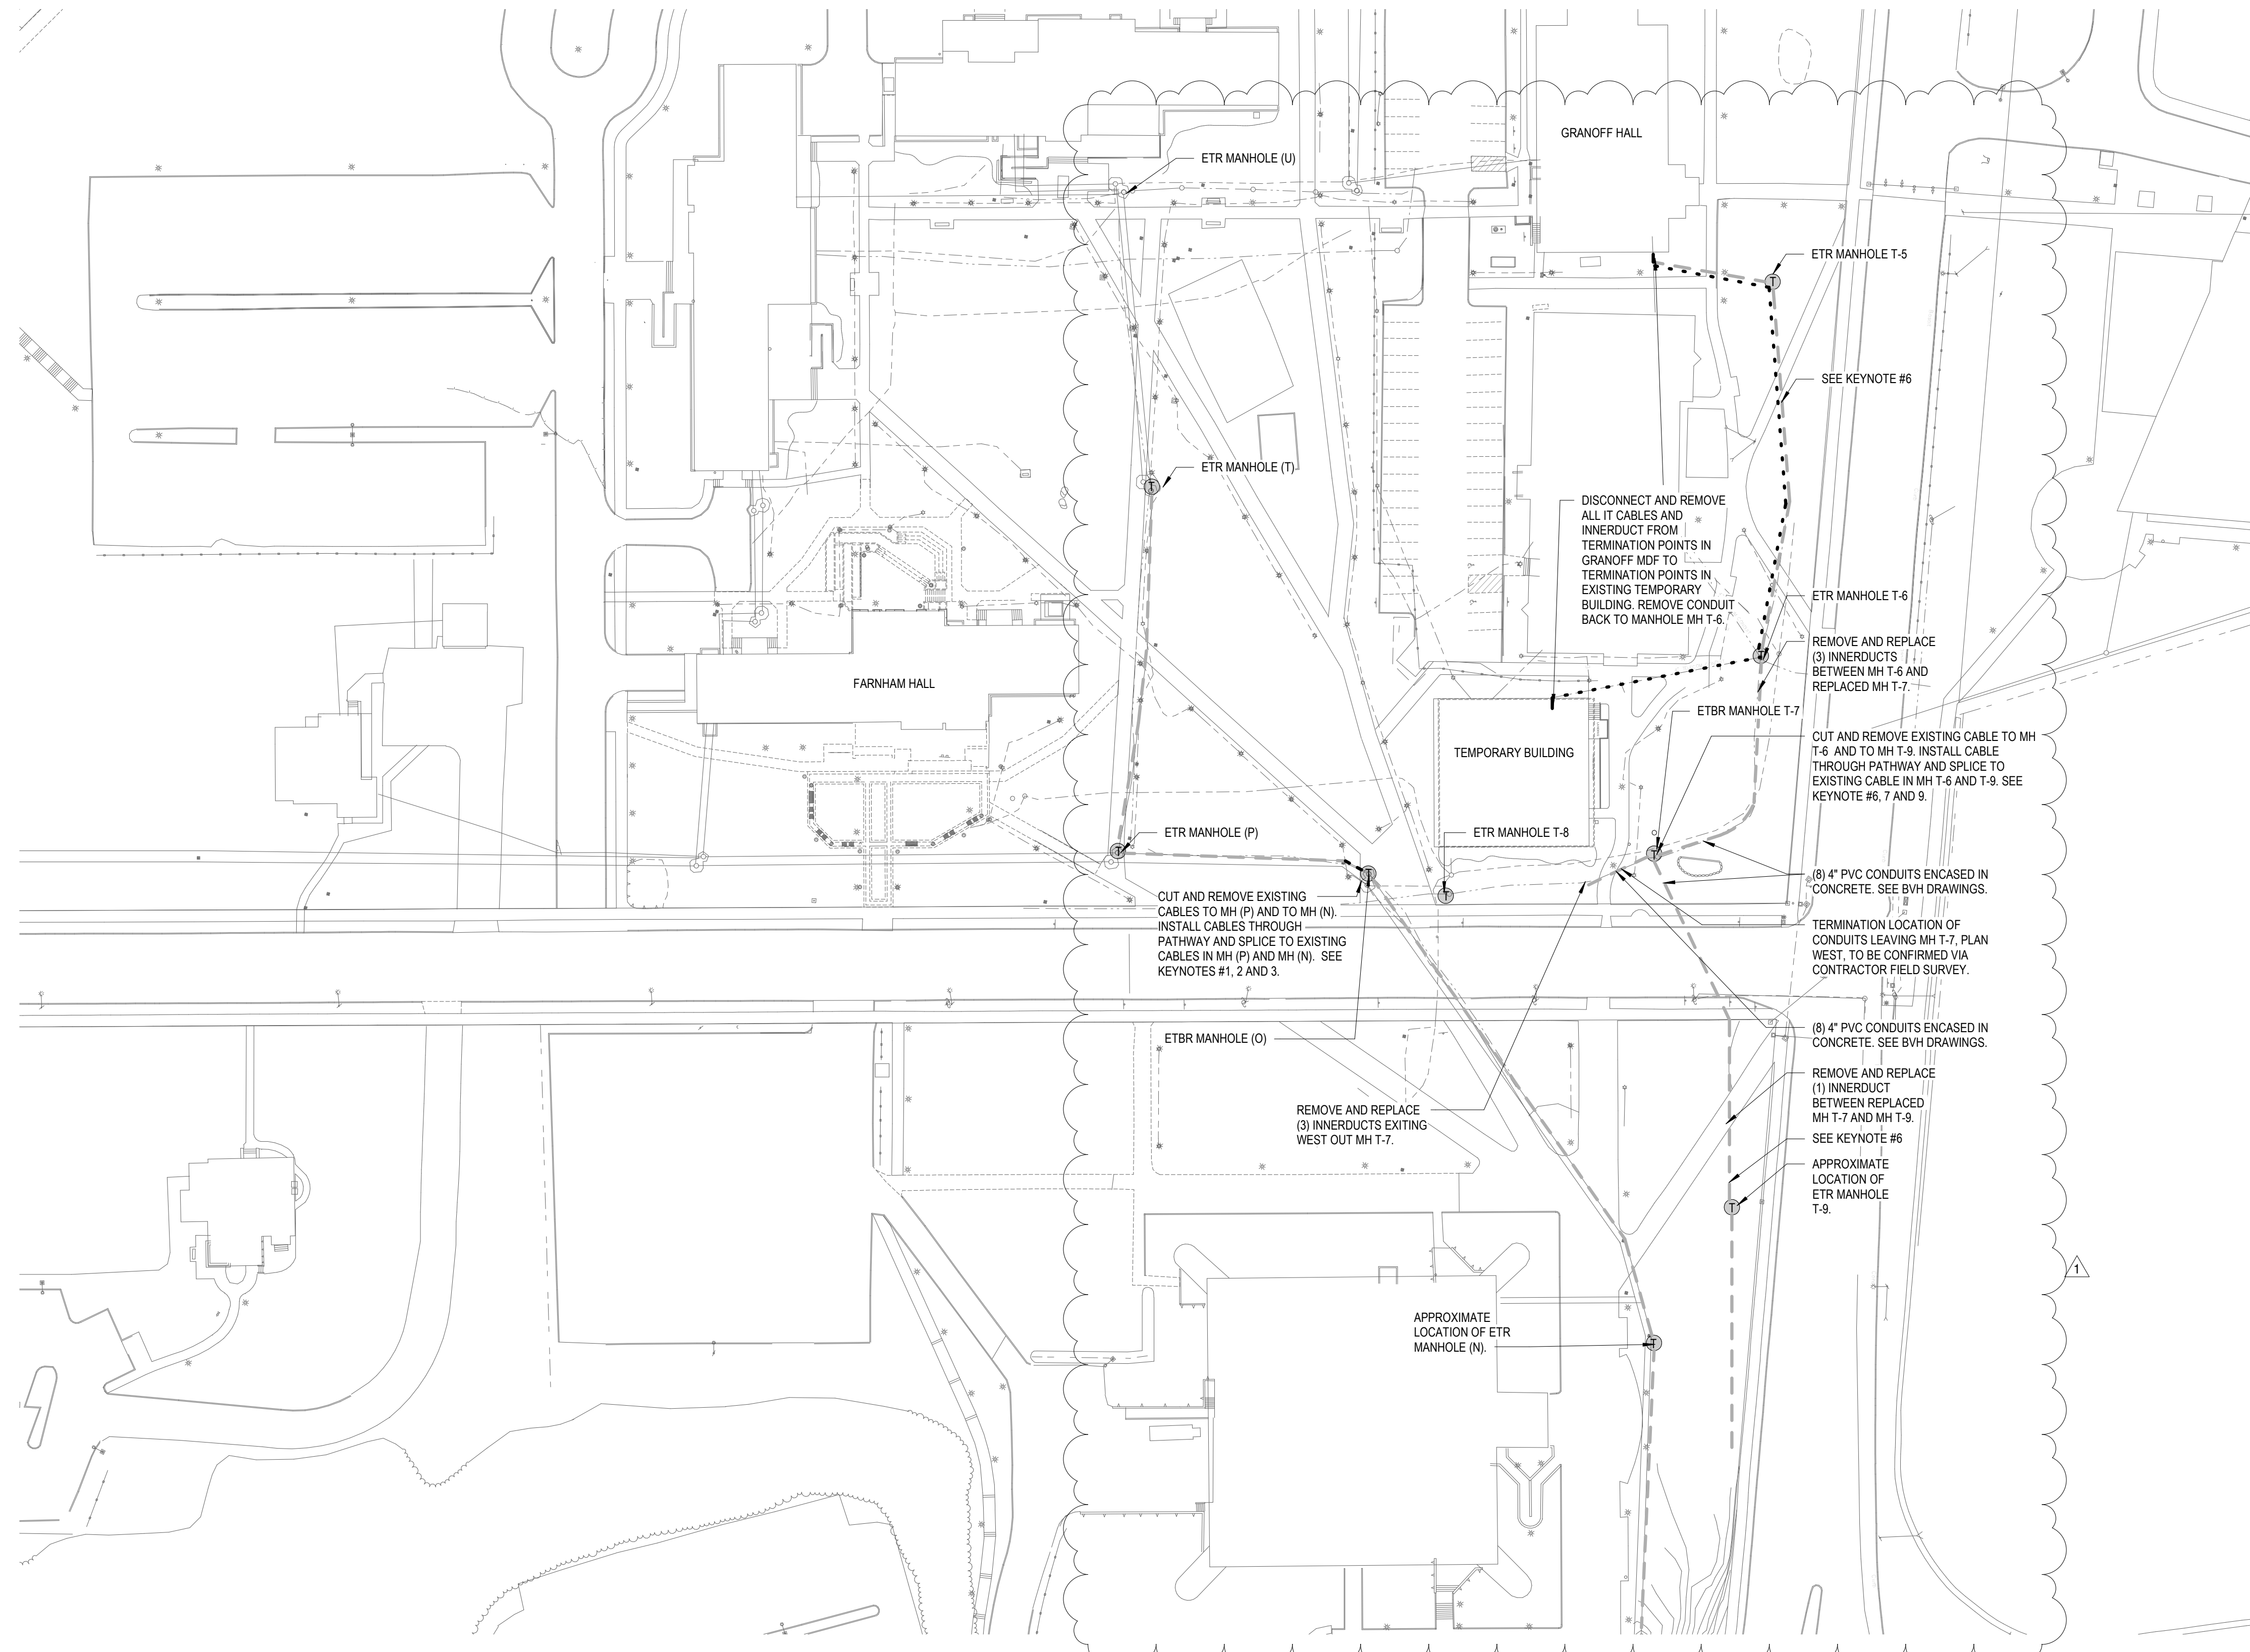 GRANOFF HALL
ETR MANHOLE (U)
ETR MANHOLE T-5
SEE KEYNOTE #6
ETR MANHOLE (T)
DISCONNECT AND REMOVE
ALL IT CABLES AND
INNERDUCT FROM
TERMINATION POINTS IN
GRANOFF MDF TO
TERMINATION POINTS IN
EXISTING TEMPORARY
BUILDING. REMOVE CONDUIT
BACK TO MANHOLE MH T-6.
ETR MANHOLE T-6
REMOVE AND REPLACE
(3) INNERDUCTS
BETWEEN MH T-6 AND
REPLACED MH T-7.
FARNHAM HALL
ETBR MANHOLE T-7
TEMPORARY BUILDING
CUT AND REMOVE EXISTING CABLE TO MH
T-6 AND TO MH T-9. INSTALL CABLE
THROUGH PATHWAY AND SPLICE TO
EXISTING CABLE IN MH T-6 AND T-9. SEE
KEYNOTE #6, 7 AND 9.
ETR MANHOLE (P)
ETR MANHOLE T-8
(8) 4" PVC CONDUITS ENCASED IN
CONCRETE. SEE BVH DRAWINGS.
CUT AND REMOVE EXISTING
CABLES TO MH (P) AND TO MH (N).
INSTALL CABLES THROUGH
PATHWAY AND SPLICE TO EXISTING
CABLES IN MH (P) AND MH (N). SEE
KEYNOTES #1, 2 AND 3.
TERMINATION LOCATION OF
CONDUITS LEAVING MH T-7, PLAN
WEST, TO BE CONFIRMED VIA
CONTRACTOR FIELD SURVEY.
ETBR MANHOLE (O)
(8) 4" PVC CONDUITS ENCASED IN
CONCRETE. SEE BVH DRAWINGS.
REMOVE AND REPLACE
(1) INNERDUCT
BETWEEN REPLACED
MH T-7 AND MH T-9.
REMOVE AND REPLACE
(3) INNERDUCTS EXITING
WEST OUT MH T-7.
SEE KEYNOTE #6
APPROXIMATE
LOCATION OF
ETR MANHOLE
T-9.
1
APPROXIMATE
LOCATION OF ETR
MANHOLE (N).
T
T
T
T
T
T
T
T
T
T